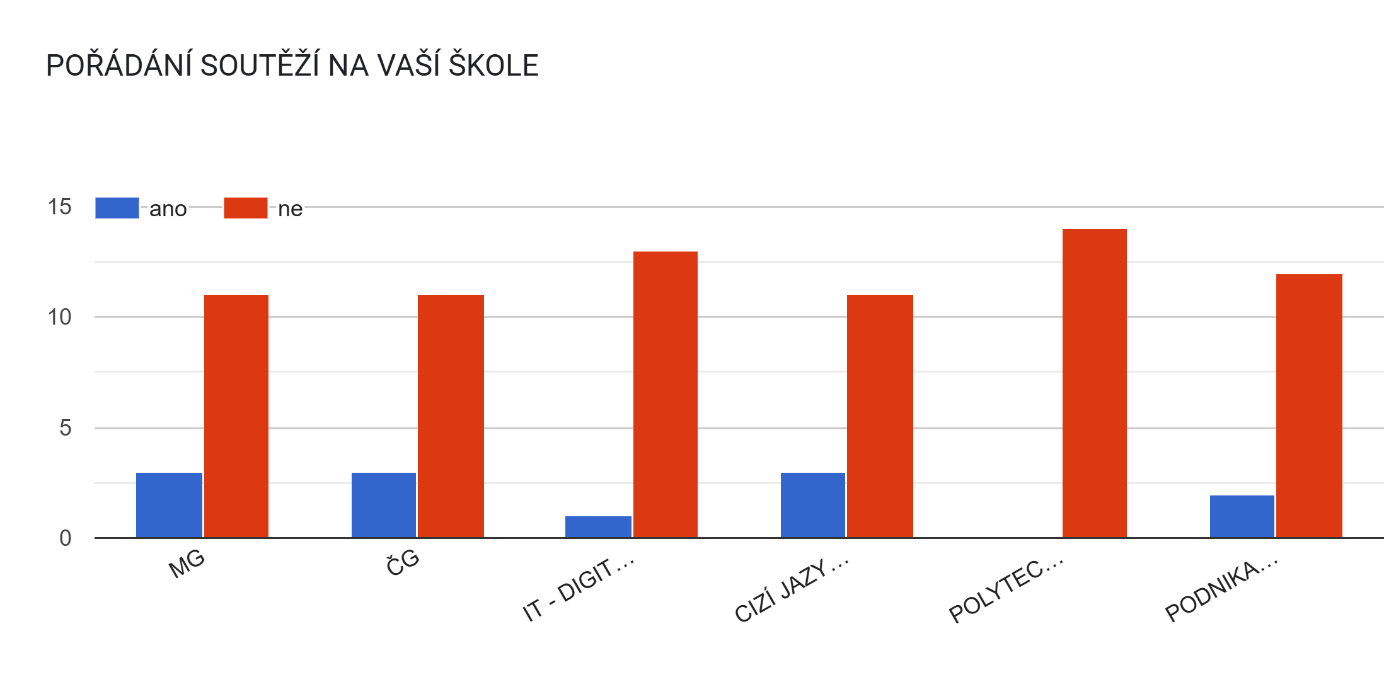 POŘÁDÁNÍ SOUTĚŽÍ NA VAŠÍ ŠKOLE
15
ano
ne
10
5
0
MG
ČG
IT - DIGIT…
CIZÍ JAZY…
POLYTEC…
PODNIKA…